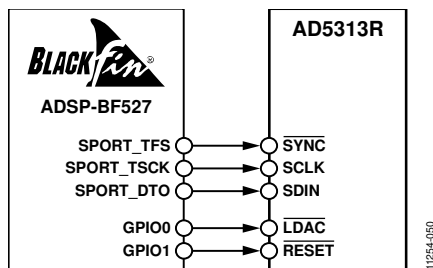 BLACKfin®
ADSP-BF527
AD5313R
SPORT_TFS
SYNC
SPORT_TSCK
SCLK
SPORT_DTO
SDIN
GPIO0
LDAC
GPIO1
RESET
11254-050